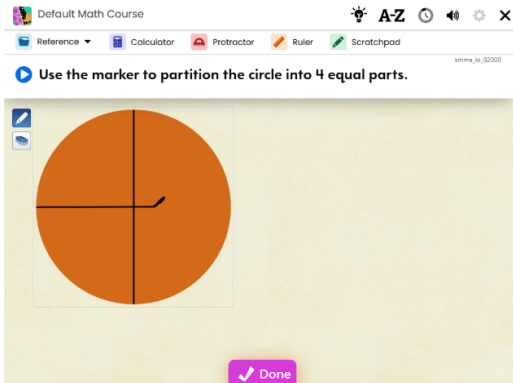 Default Math Course
A-Z
Reference Calculator Protractor Ruler Scratchpad
smma_lo_02000
Use the marker to partition the circle into 4 equal parts.
Done